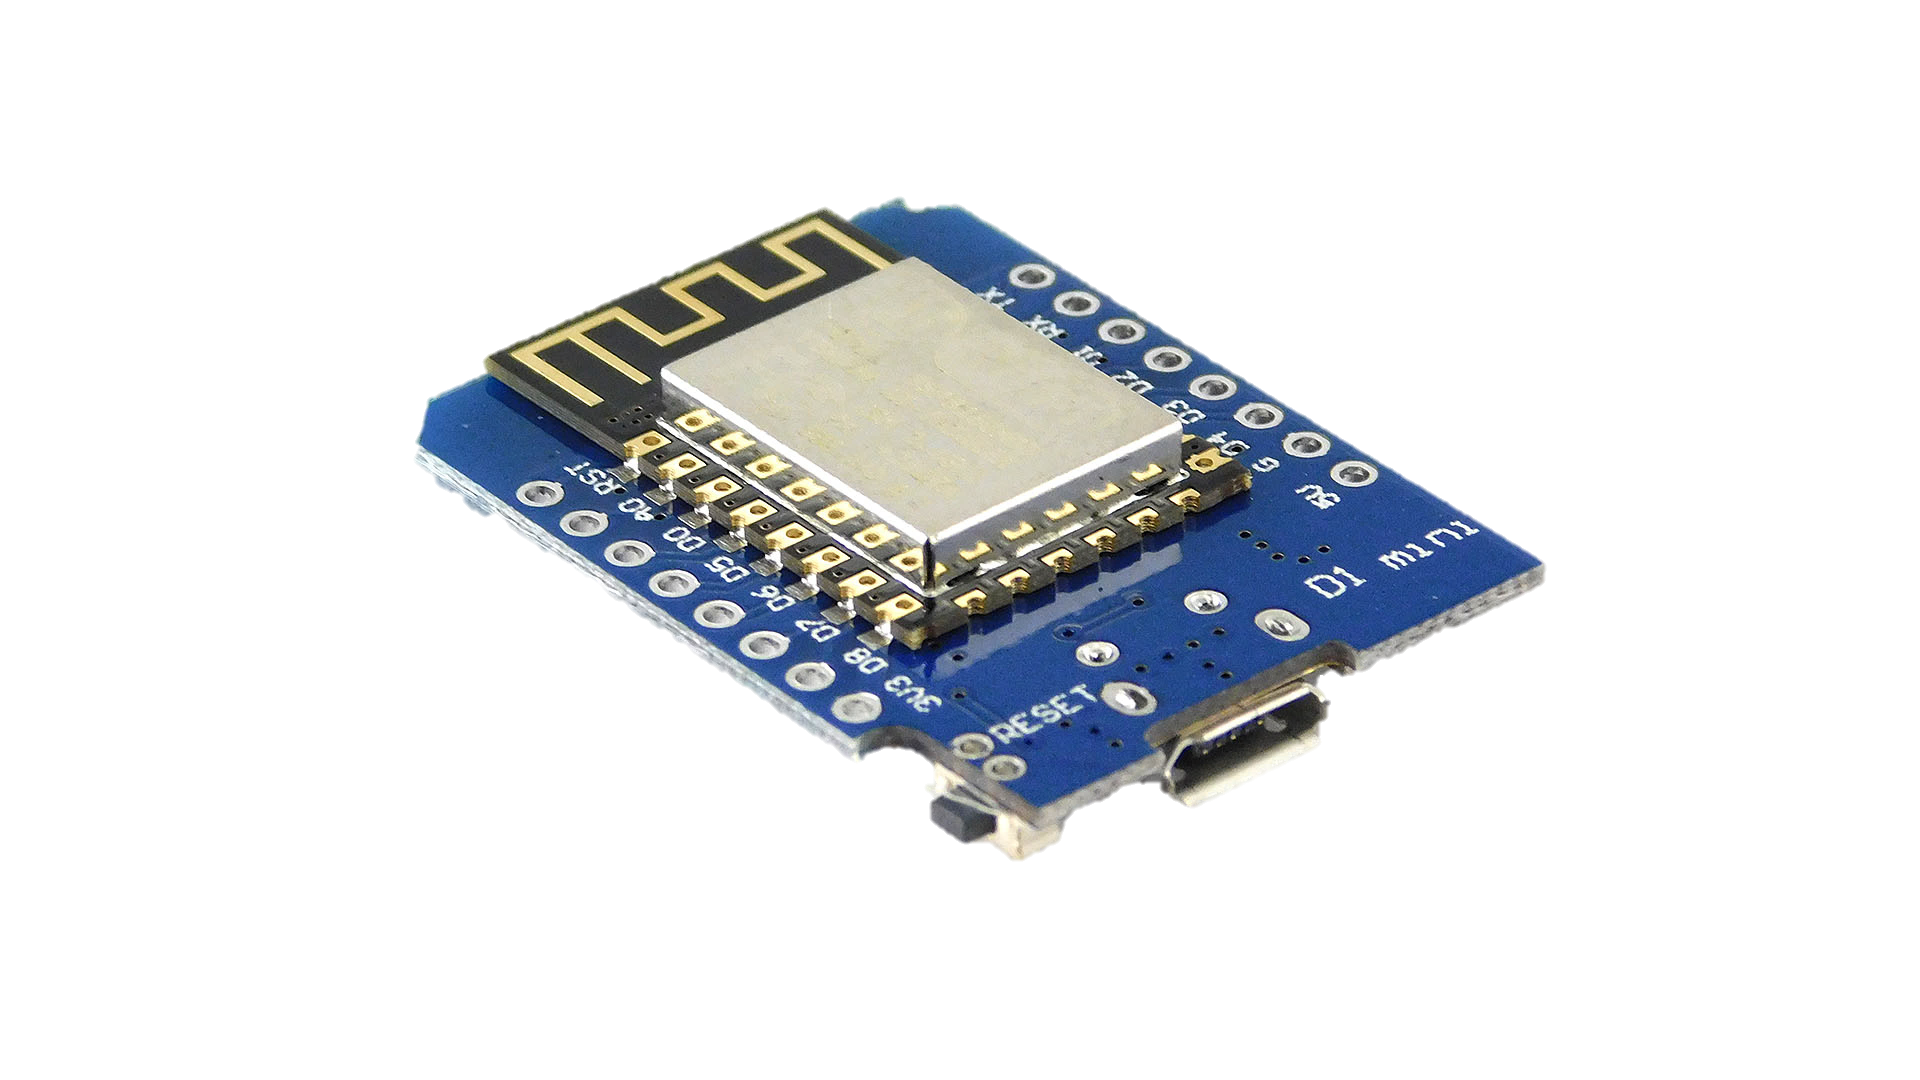 TX
RX
D1
D2
D3
D4
G
5V
RST
A0
D0
D5
D6
D7
D8
3V3
RESET
D1 mini